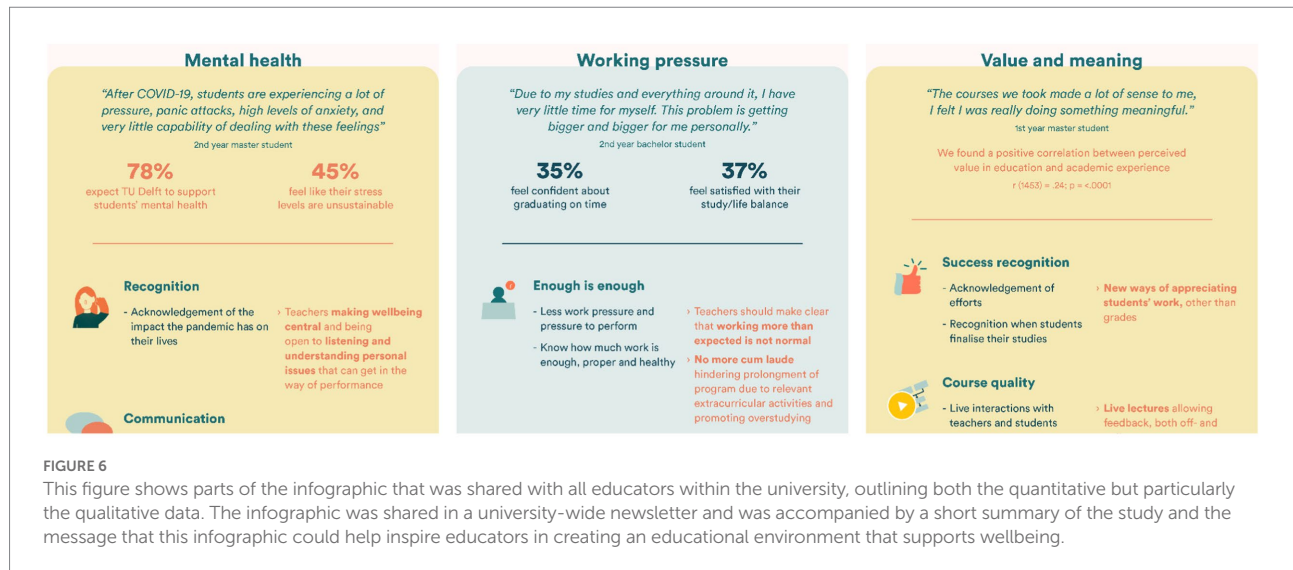 Mental health
“After COVID-19, students are experiencing a lot of
pressure, panic attacks, high levels of anxiety, and
very little capability of dealing with these feelings”
2nd year master student
78%
expect TU Delft to support
students’ mental health
45%
feel like their stress
levels are unsustainable
Recognition
- Acknowledgement of the
impact the pandemic has on
their lives
› Teachers making wellbeing
central and being
open to listening and
understanding personal
issues that can get in the
way of performance
Communication
Working pressure
“Due to my studies and everything around it, I have
very little time for myself. This problem is getting
bigger and bigger for me personally.”
2nd year bachelor student
35%
feel confident about
graduating on time
37%
feel satisfied with their
study/life balance
Enough is enough
- Less work pressure and
pressure to perform
- Know how much work is
enough, proper and healthy
› Teachers should make clear
that working more than
expected is not normal
› No more cum laude
hindering prolongment of
program due to relevant
extracurricular activities and
promoting overstudying
Value and meaning
“The courses we took made a lot of sense to me,
I felt I was really doing something meaningful.”
1st year master student
We found a positive correlation between perceived
value in education and academic experience
r (1453) = .24; p = <.0001
Success recognition
- Acknowledgement of
efforts
- Recognition when students
finalise their studies
› New ways of appreciating
students’ work, other than
grades
Course quality
- Live interactions with
teachers and students
› Live lectures allowing
feedback, both off- and
FIGURE 6
This figure shows parts of the infographic that was shared with all educators within the university, outlining both the quantitative but particularly
the qualitative data. The infographic was shared in a university-wide newsletter and was accompanied by a short summary of the study and the
message that this infographic could help inspire educators in creating an educational environment that supports wellbeing.